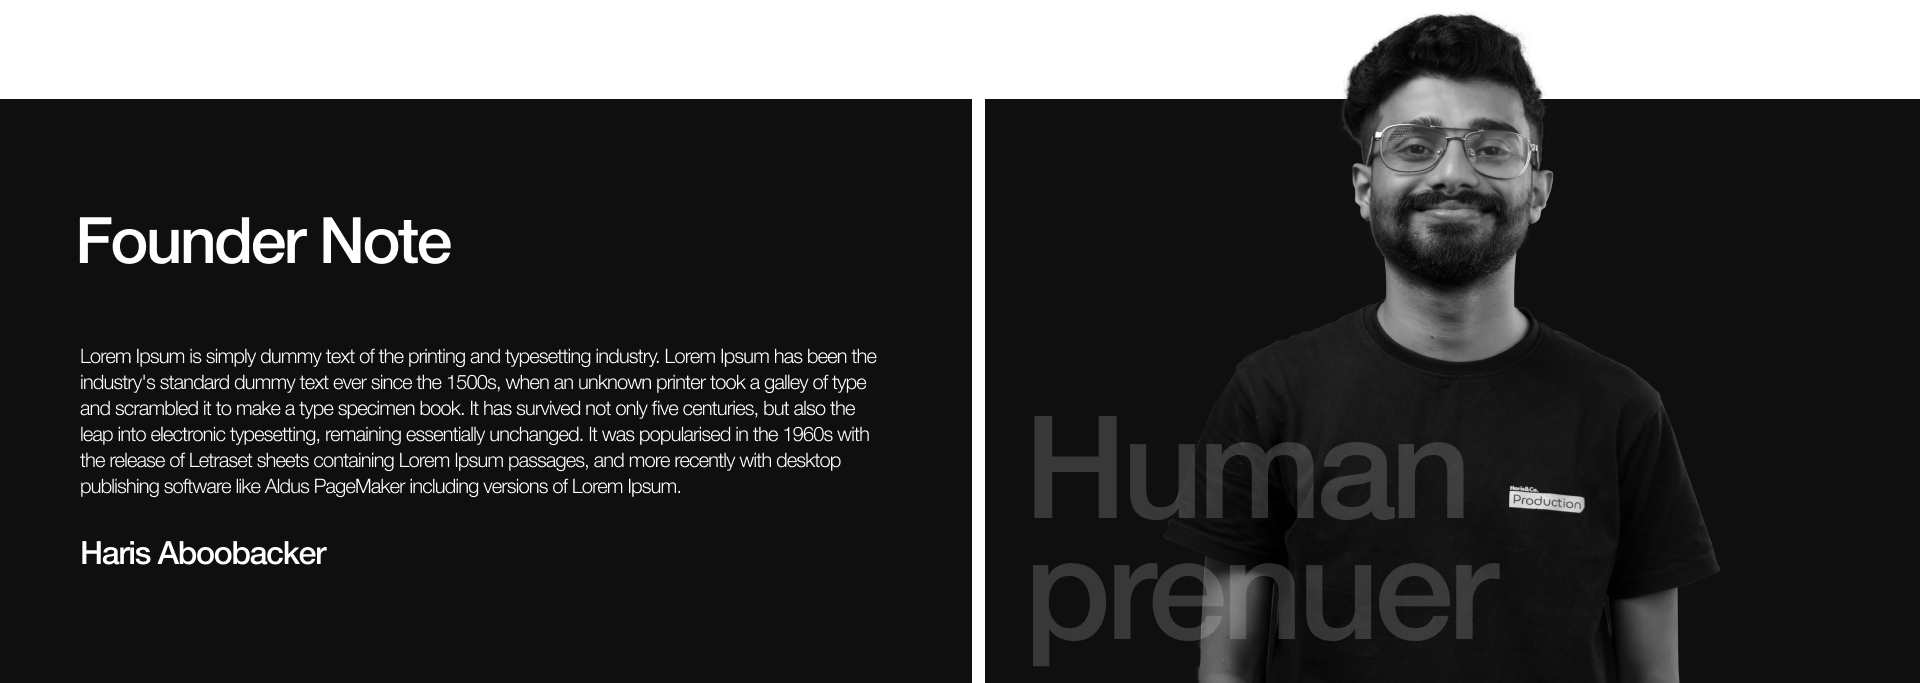 Founder Note
Lorem Ipsum is simply dummy text of the printing and typesetting industry. Lorem Ipsum has been the
industry's standard dummy text ever since the 1500s, when an unknown printer took a galley of type
and scrambled it to make a type specimen book. It has survived not only five centuries, but also the
leap into electronic typesetting, remaining essentially unchanged. It was popularised in the 1960s with
the release of Letraset sheets containing Lorem Ipsum passages, and more recently with desktop
publishing software like Aldus PageMaker including versions of Lorem Ipsum.
Haris Aboobacker
Human
prenuer
Haris&Co.
Production